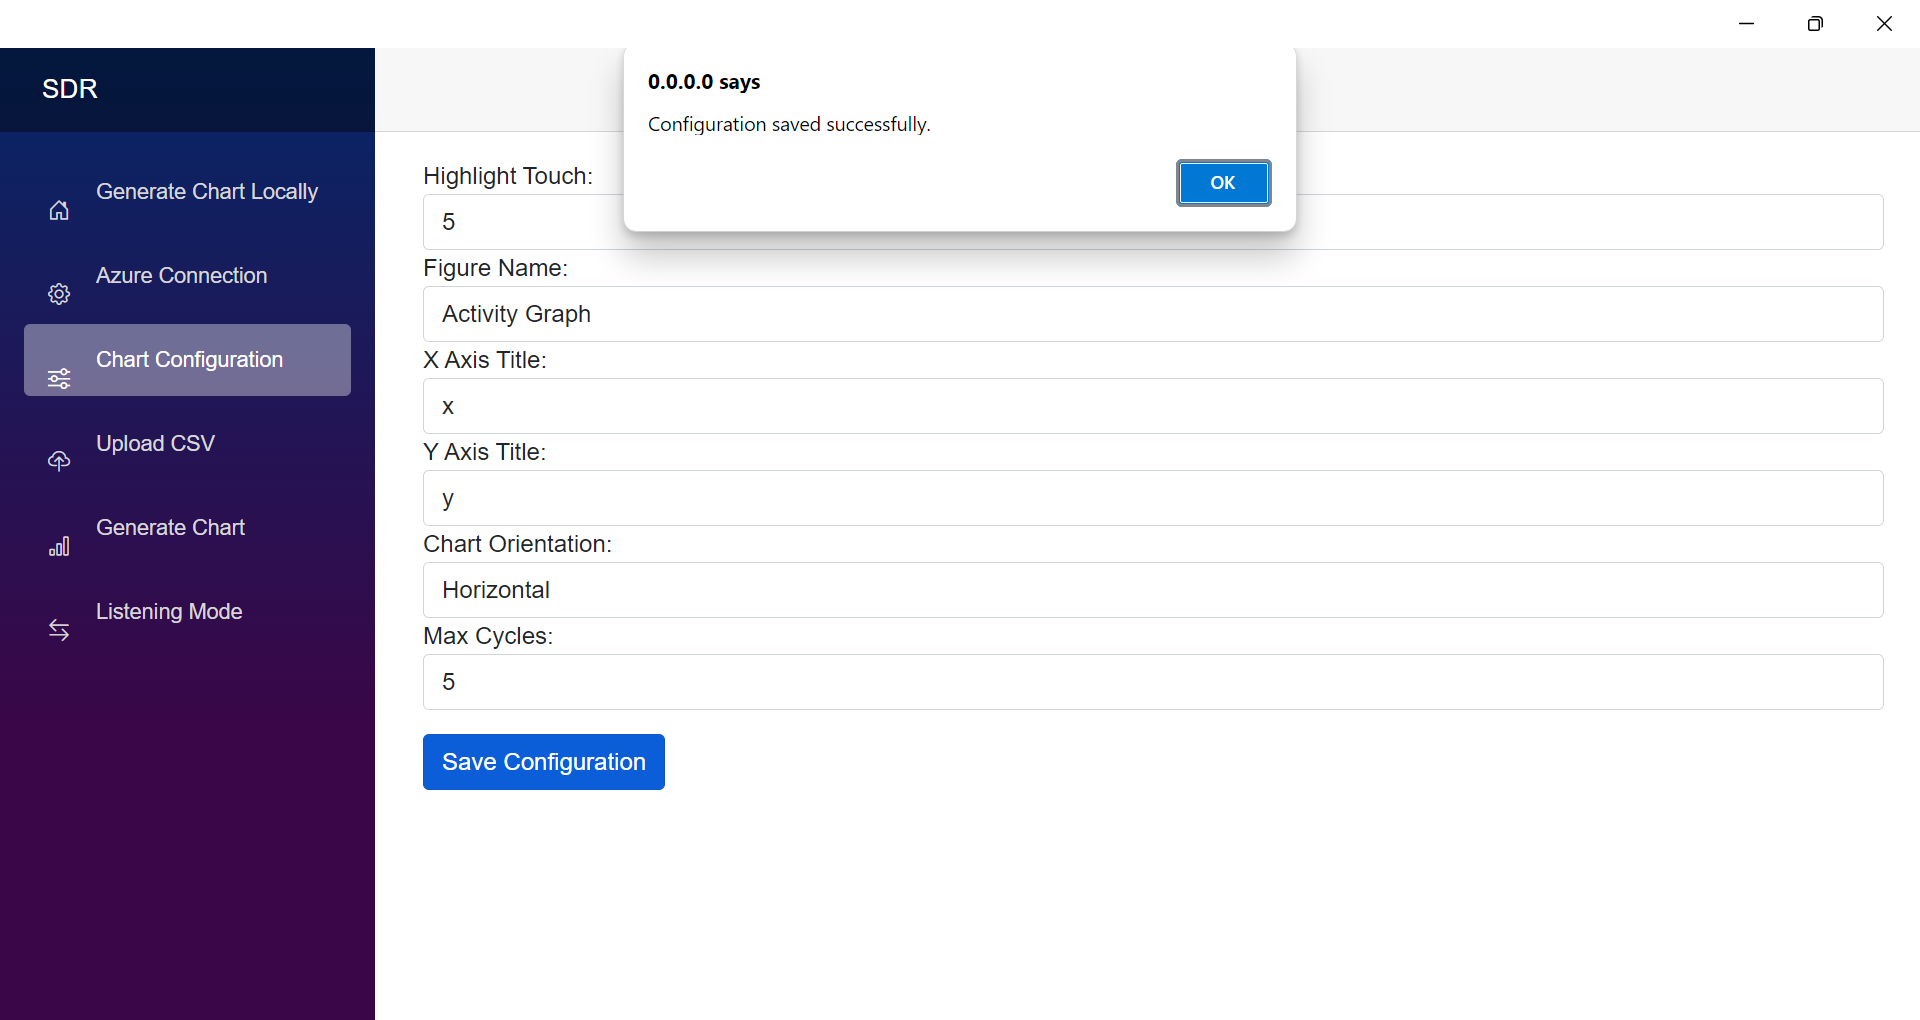 SDR
Generate Chart Locally
Azure Connection
Chart Configuration
Upload CSV
Generate Chart
Listening Mode
0.0.0.0 says
Configuration saved successfully.
OK
Highlight Touch:
5
Figure Name:
Activity Graph
X Axis Title:
x
Y Axis Title:
y
Chart Orientation:
Horizontal
Max Cycles:
5
Save Configuration